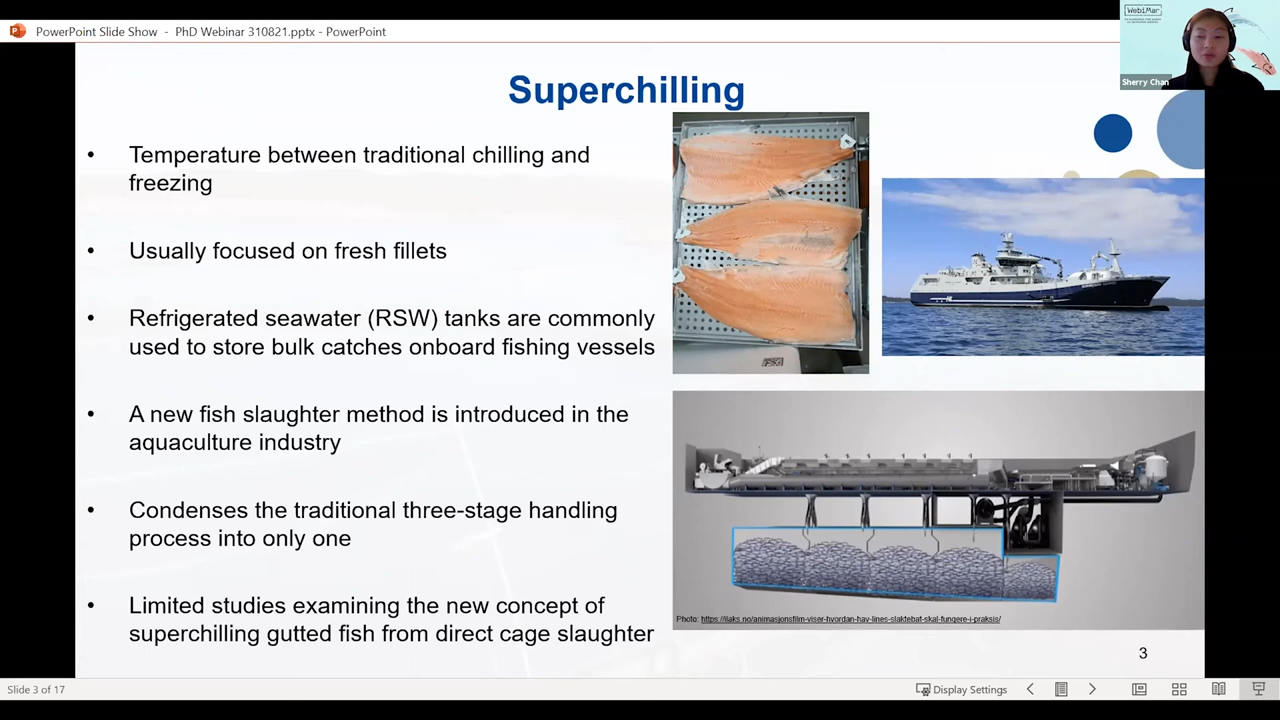 PowerPoint Slide Show - PhD Webinar 310821.pptx - PowerPoint
WebiMar
Sherry Chan
Superchilling
• Temperature between traditional chilling and
freezing
• Usually focused on fresh fillets
• Refrigerated seawater (RSW) tanks are commonly
used to store bulk catches onboard fishing vessels
• A new fish slaughter method is introduced in the
aquaculture industry
• Condenses the traditional three-stage handling
process into only one
• Limited studies examining the new concept of
superchilling gutted fish from direct cage slaughter
Photo: https://ilaks.no/animasjonsfilm-viser-hvordan-hav-lines-slaktebat-skal-fungere-i-praksis/
3
Slide 3 of 17
Display Settings